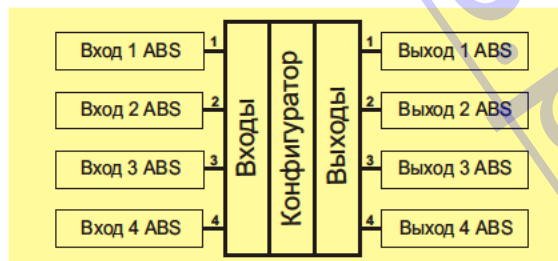 Вход 1 ABS
1
Вход 2 ABS
2
Вход 3 ABS
3
Вход 4 ABS
4
Входы
Конфигуратор
Выходы
1
Выход 1 ABS
2
Выход 2 ABS
3
Выход 3 ABS
4
Выход 4 ABS